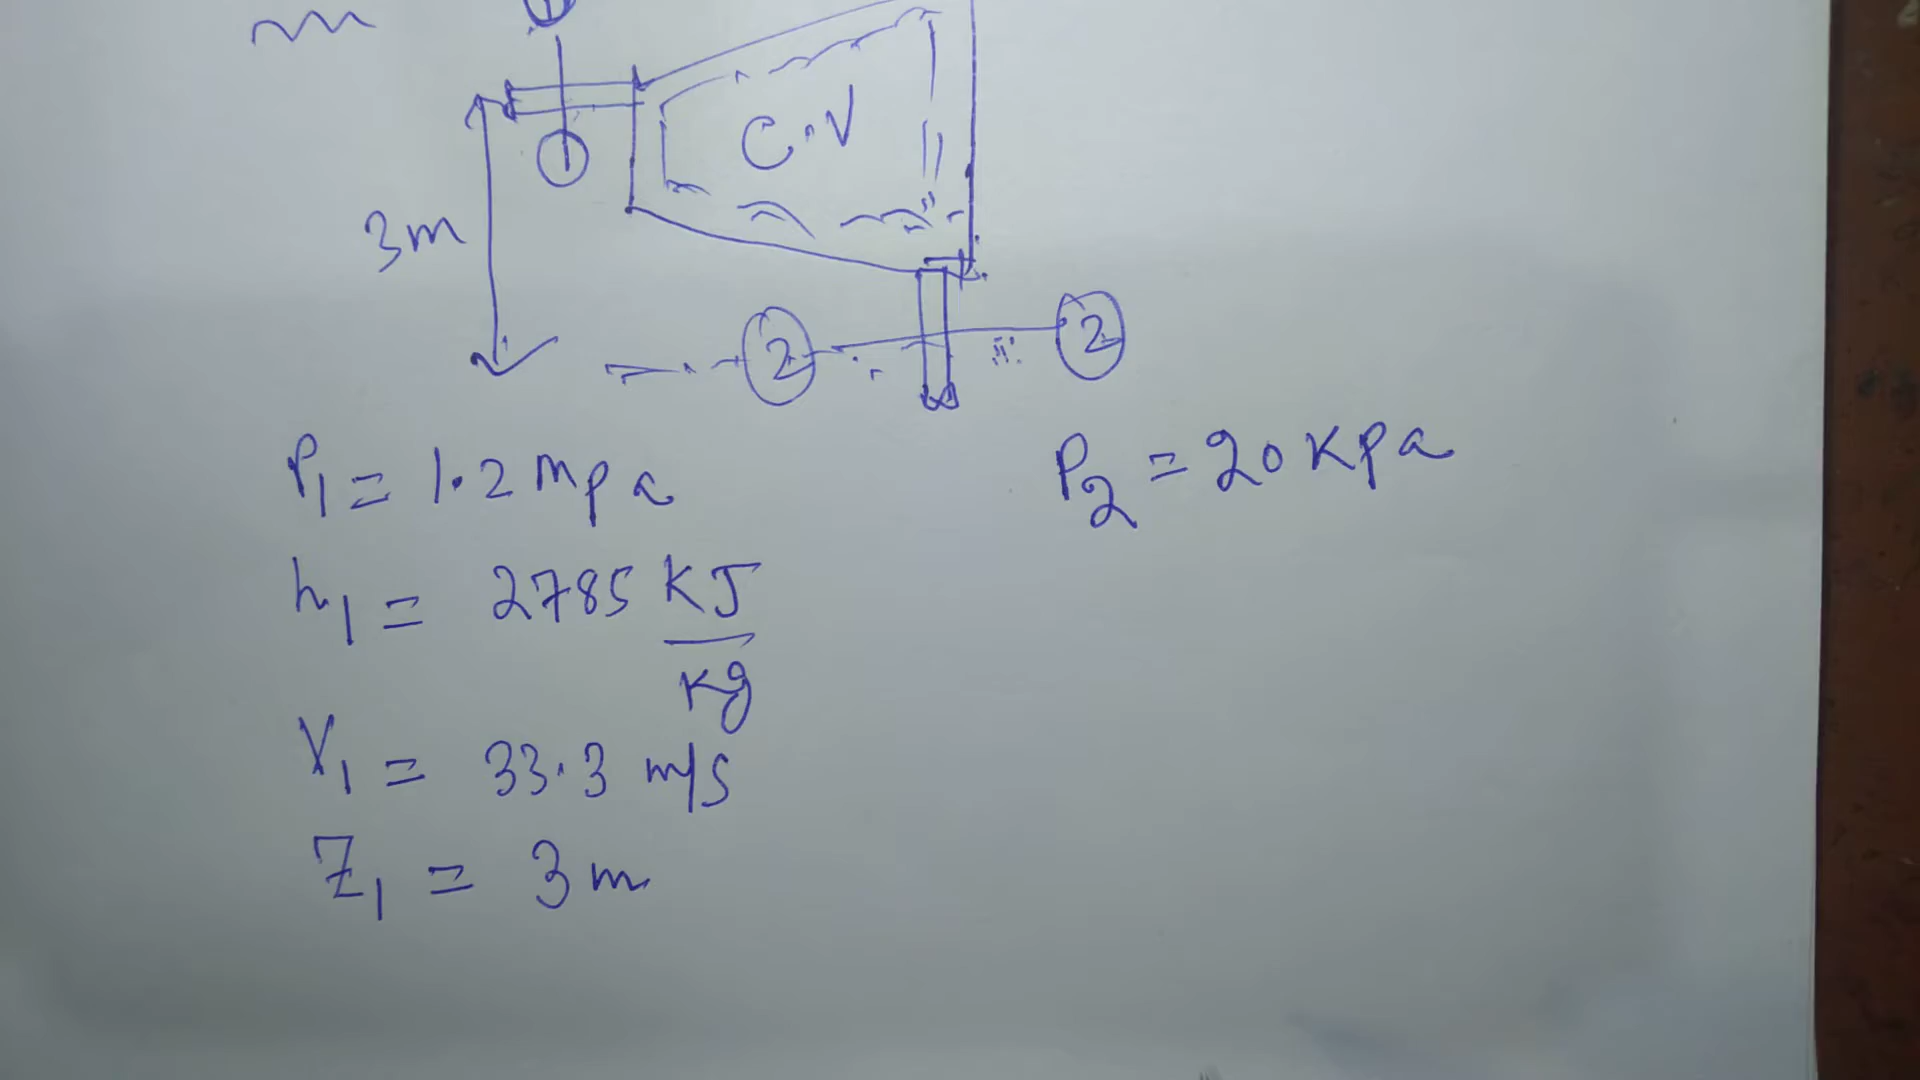 1
C.V
3m
2 2
P1 = 1.2 mpa
P2 = 20 Kpa
h1 = 2785 KJ
Kg
V1 = 33.3 m/s
Z1 = 3m